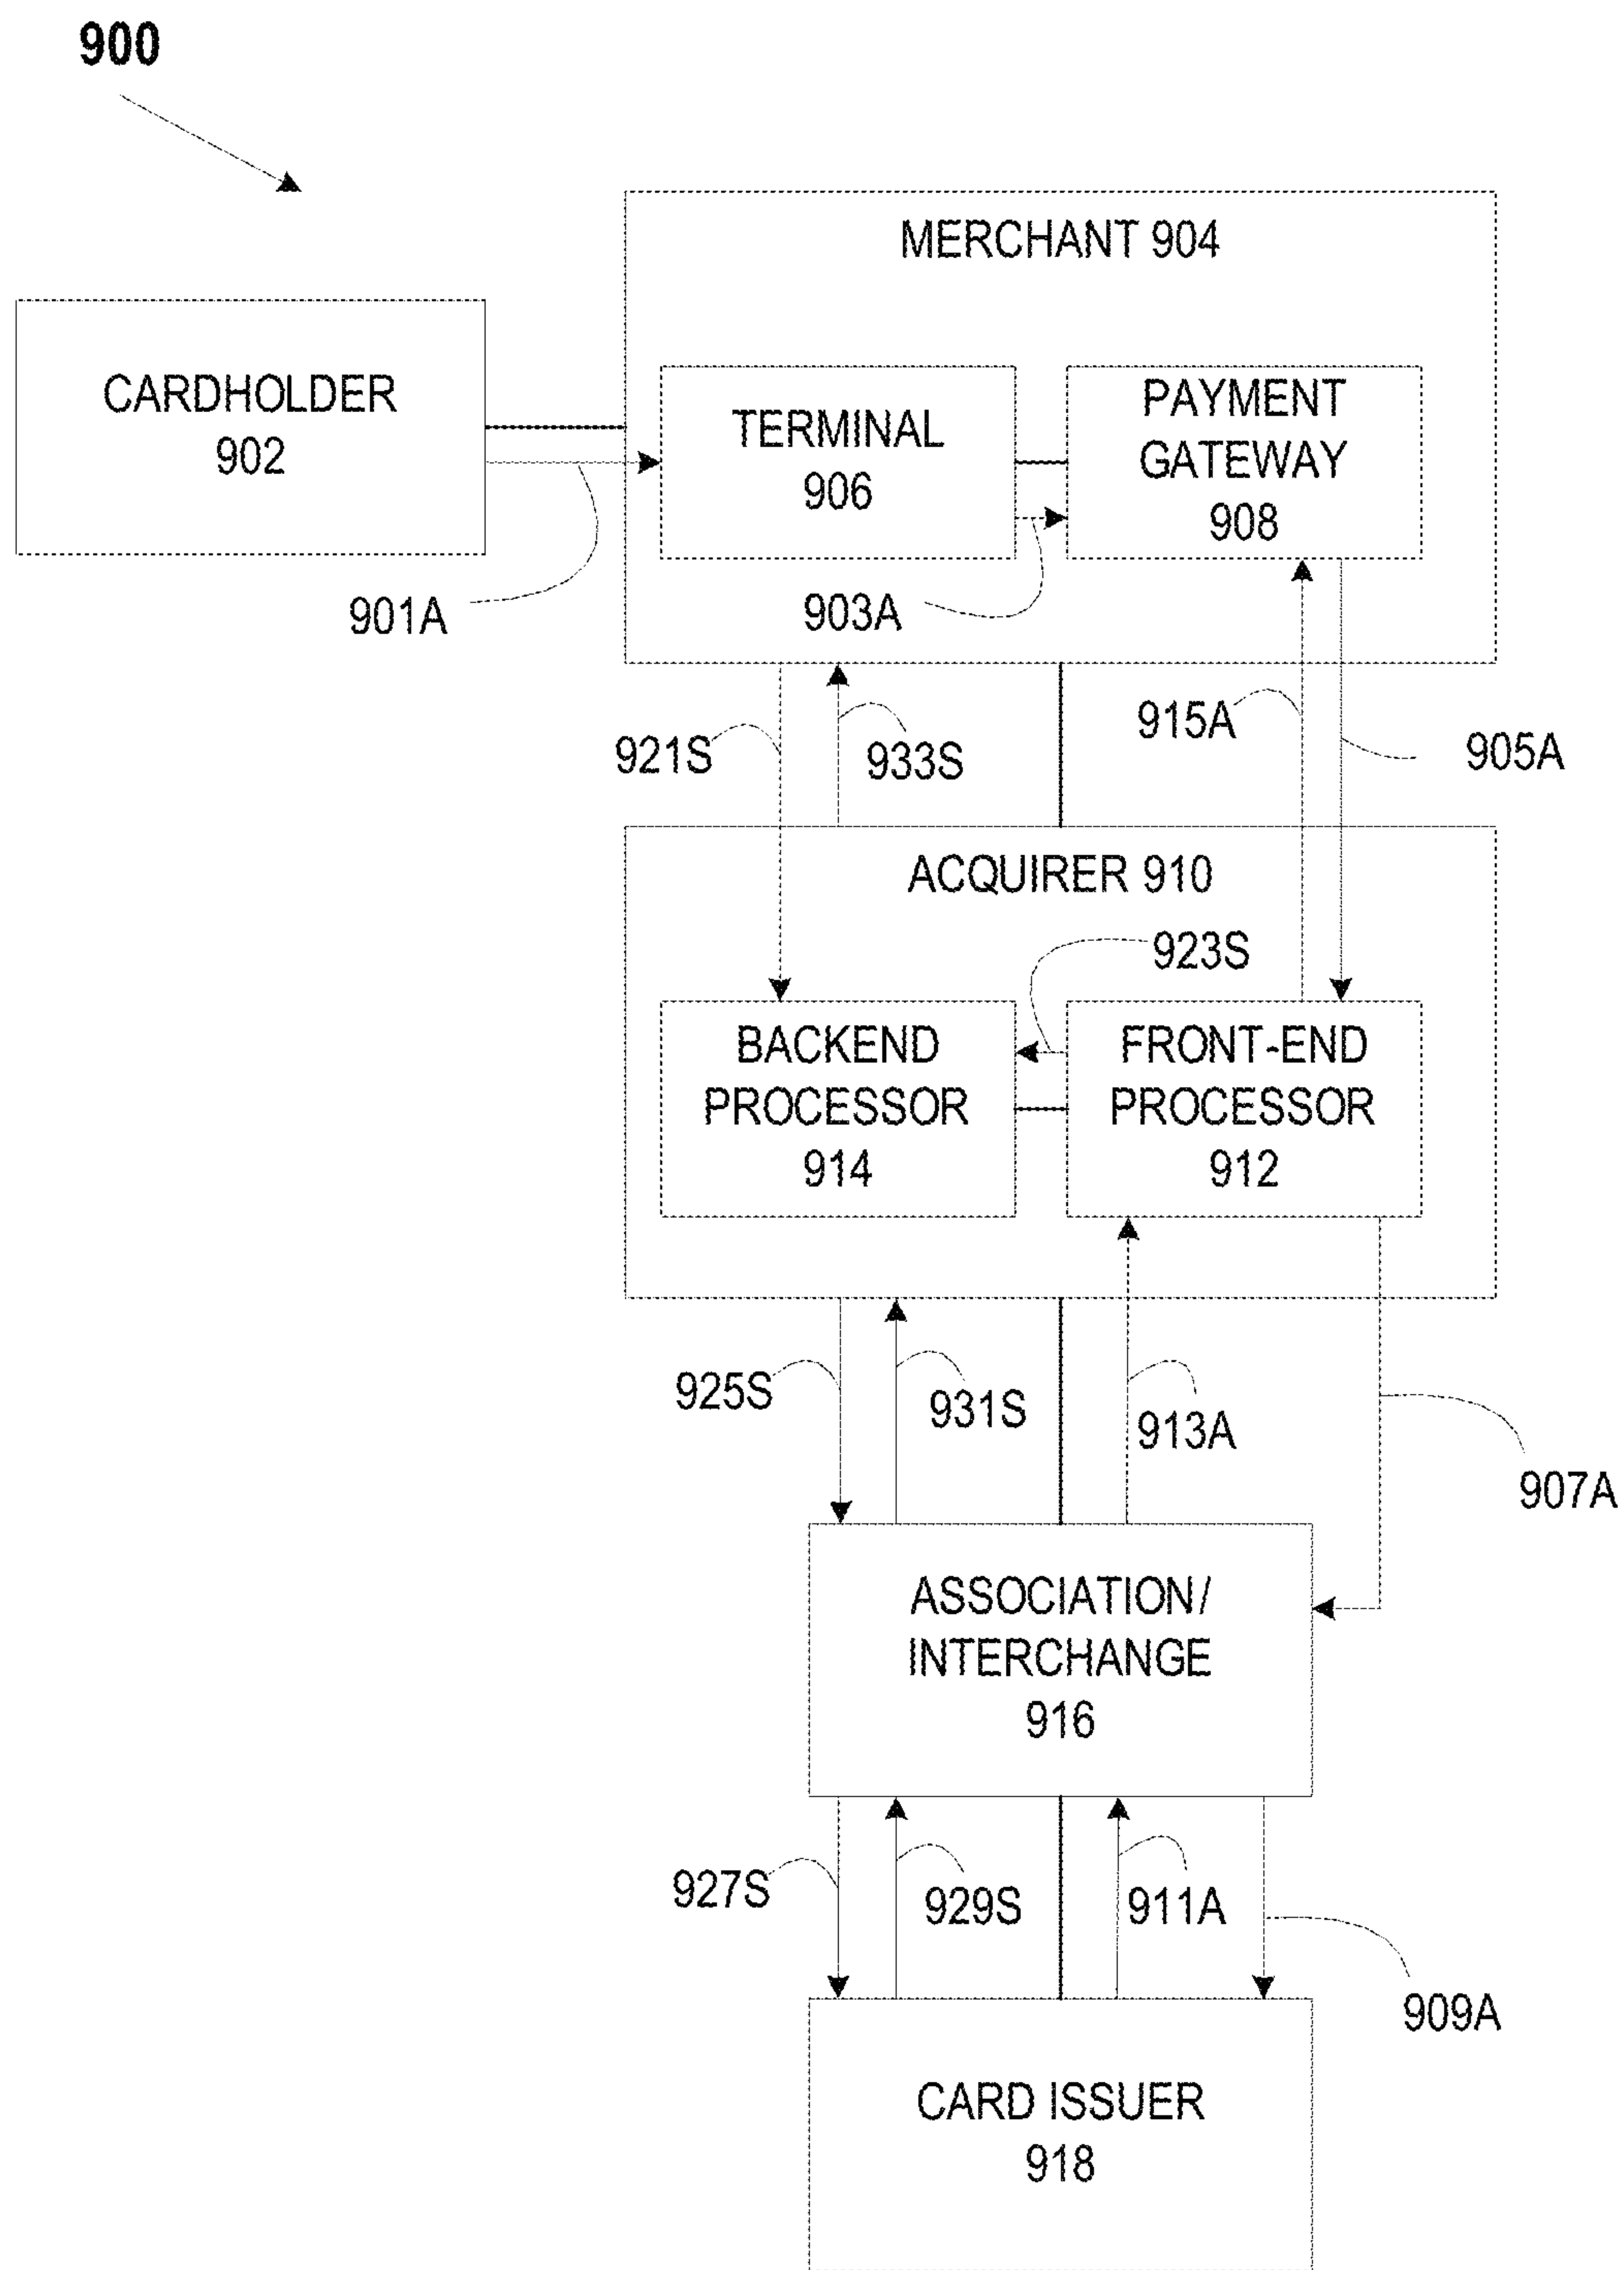 900
MERCHANT 904
CARDHOLDER
902
TERMINAL
906
PAYMENT
GATEWAY
908
901A
903A
921S
933S
915A
905A
ACQUIRER 910
923S
BACKEND
PROCESSOR
914
FRONT-END
PROCESSOR
912
925S
931S
913A
907A
ASSOCIATION/
INTERCHANGE
916
927S
929S
911A
909A
CARD ISSUER
918